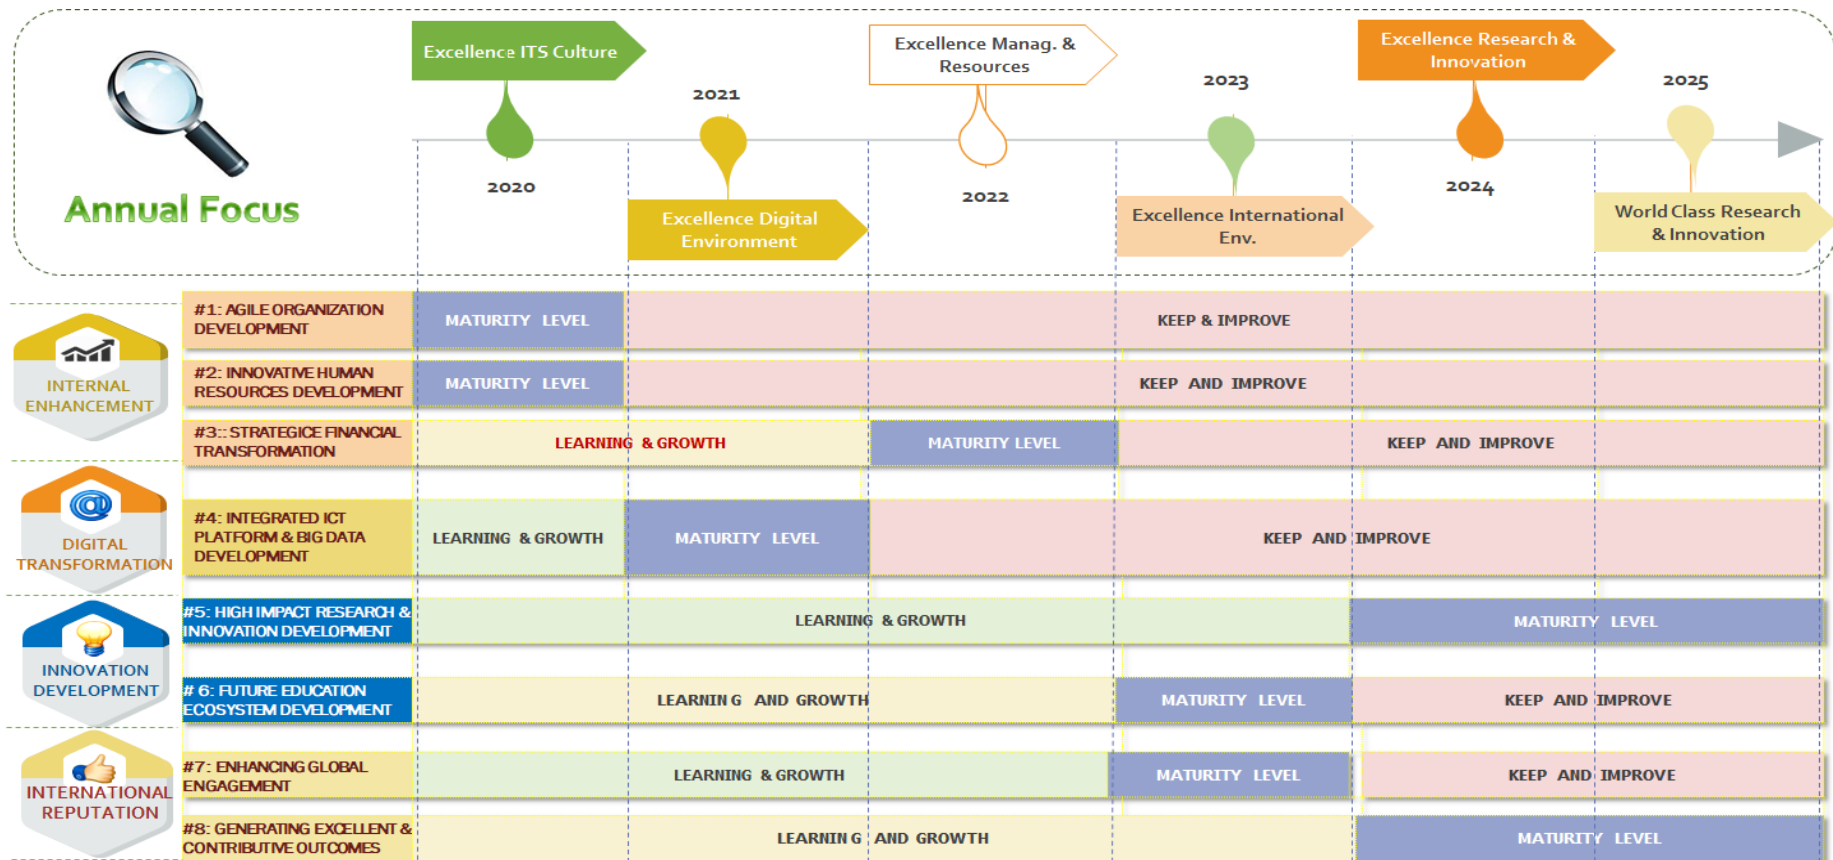 Excellence ITS Culture
Excellence Manag. &
Resources
Excellence Research &
Innovation
2021
2023
2025
2020
2022
2024
Annual Focus
Excellence Digital
Environment
Excellence International
Env.
World Class Research
& Innovation
INTERNAL
ENHANCEMENT
#1: AGILE ORGANIZATION
DEVELOPMENT
MATURITY LEVEL
KEEP & IMPROVE
#2: INNOVATIVE HUMAN
RESOURCES DEVELOPMENT
MATURITY LEVEL
KEEP AND IMPROVE
#3:: STRATEGICE FINANCIAL
TRANSFORMATION
LEARNING & GROWTH
MATURITY LEVEL
KEEP AND IMPROVE
DIGITAL
TRANSFORMATION
#4: INTEGRATED ICT
PLATFORM & BIG DATA
DEVELOPMENT
LEARNING & GROWTH
MATURITY LEVEL
KEEP AND IMPROVE
INNOVATION
DEVELOPMENT
#5: HIGH IMPACT RESEARCH &
INNOVATION DEVELOPMENT
LEARNING & GROWTH
MATURITY LEVEL
# 6: FUTURE EDUCATION
ECOSYSTEM DEVELOPMENT
LEARNING AND GROWTH
MATURITY LEVEL
KEEP AND IMPROVE
INTERNATIONAL
REPUTATION
#7: ENHANCING GLOBAL
ENGAGEMENT
LEARNING & GROWTH
MATURITY LEVEL
KEEP AND IMPROVE
#8: GENERATING EXCELLENT &
CONTRIBUTIVE OUTCOMES
LEARNING AND GROWTH
MATURITY LEVEL